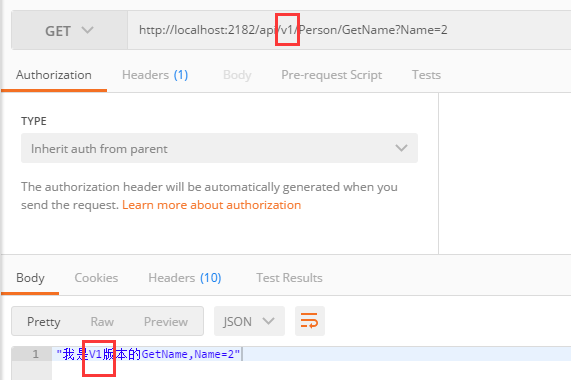 GET http://localhost:2182/api/v1/Person/GetName?Name=2
Authorization Headers (1) Body Pre-request Script Tests
TYPE
Inherit auth from parent
The authorization header will be automatically generated when you
send the request. Learn more about authorization
Body Cookies Headers (10) Test Results
Pretty Raw Preview JSON
1 "我是V1版本的GetName,Name=2"